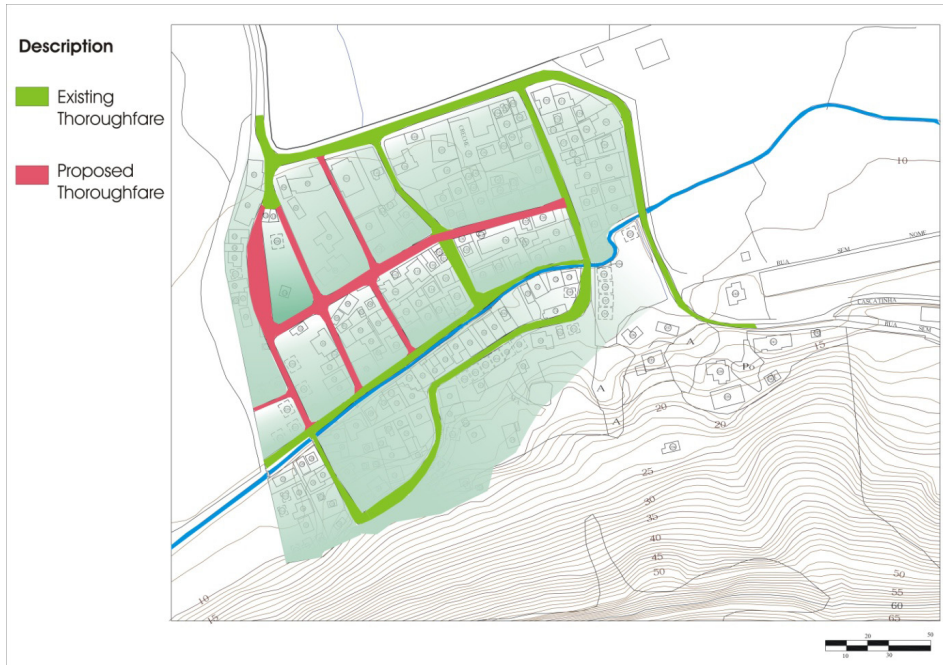 Description
Existing
Thoroughfare
Proposed
Thoroughfare
10
RUA SEM NOME
CASCATINHA
RUA SEM
15
A
A
A
Po
20
20
25
30
35
40
45
50
50
55
60
65
10
15
20 50
10 30